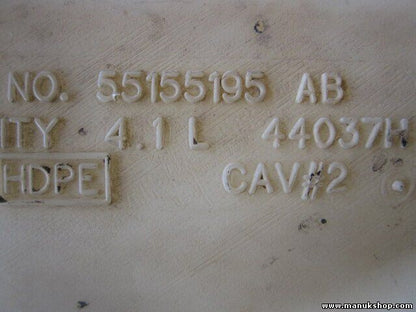 NO. 55155195 AB
ITY 4.1 L 44037H
HDPE CAV#2
www.manukshop.com